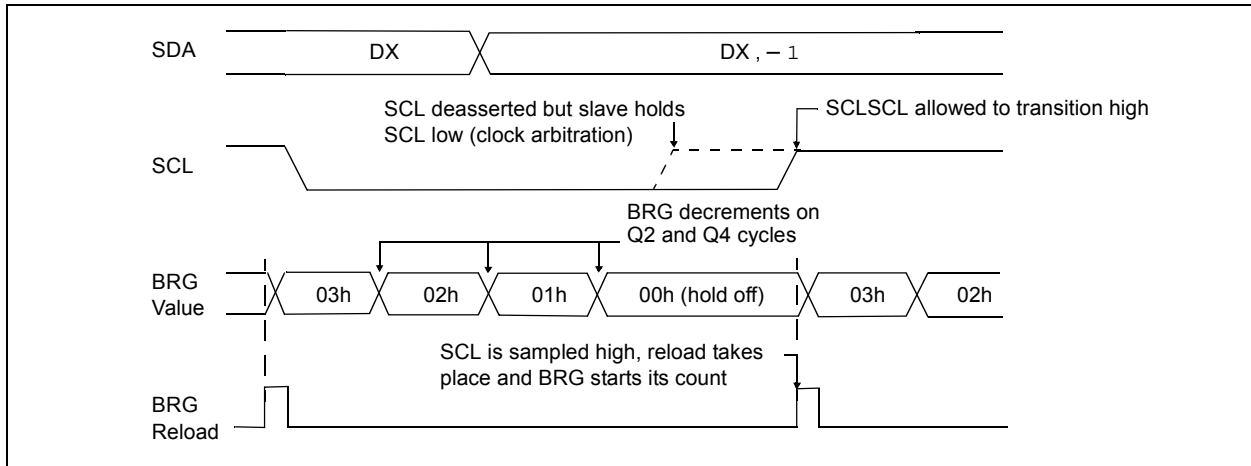 SDA
DX
DX , – 1
SCL deasserted but slave holds
SCL low (clock arbitration)
SCLSCL allowed to transition high
SCL
BRG decrements on
Q2 and Q4 cycles
BRG
Value
03h
02h
01h
00h (hold off)
03h
02h
SCL is sampled high, reload takes
place and BRG starts its count
BRG
Reload